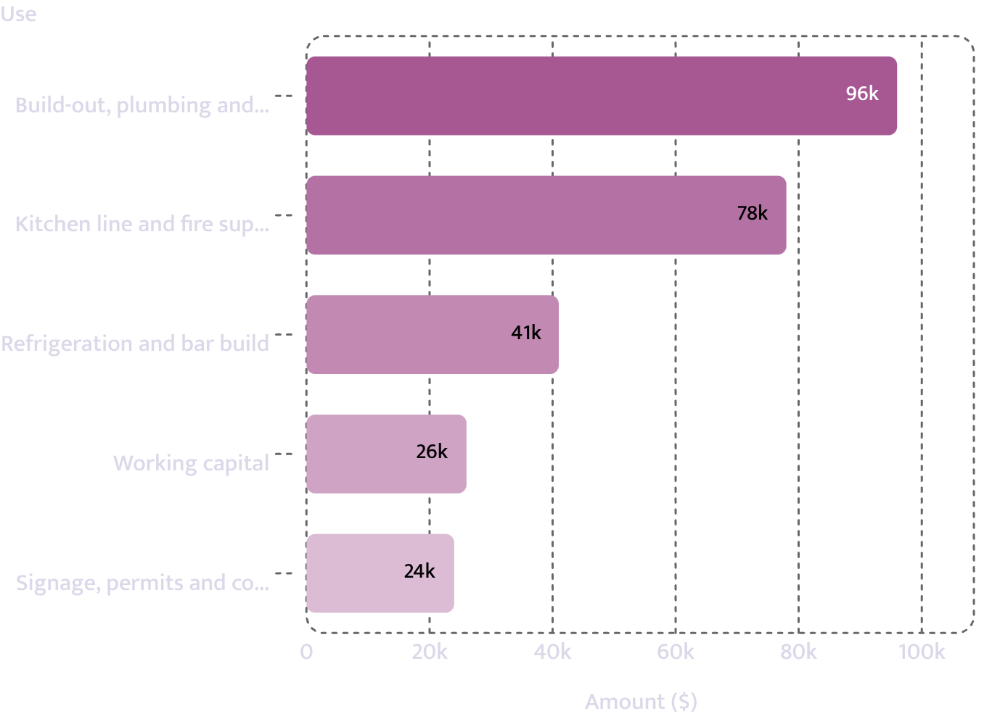 Use
Build-out, plumbing and...
96k
Kitchen line and fire sup...
78k
Refrigeration and bar build
41k
Working capital
26k
Signage, permits and co...
24k
0 20k 40k 60k 80k 100k
Amount ($)